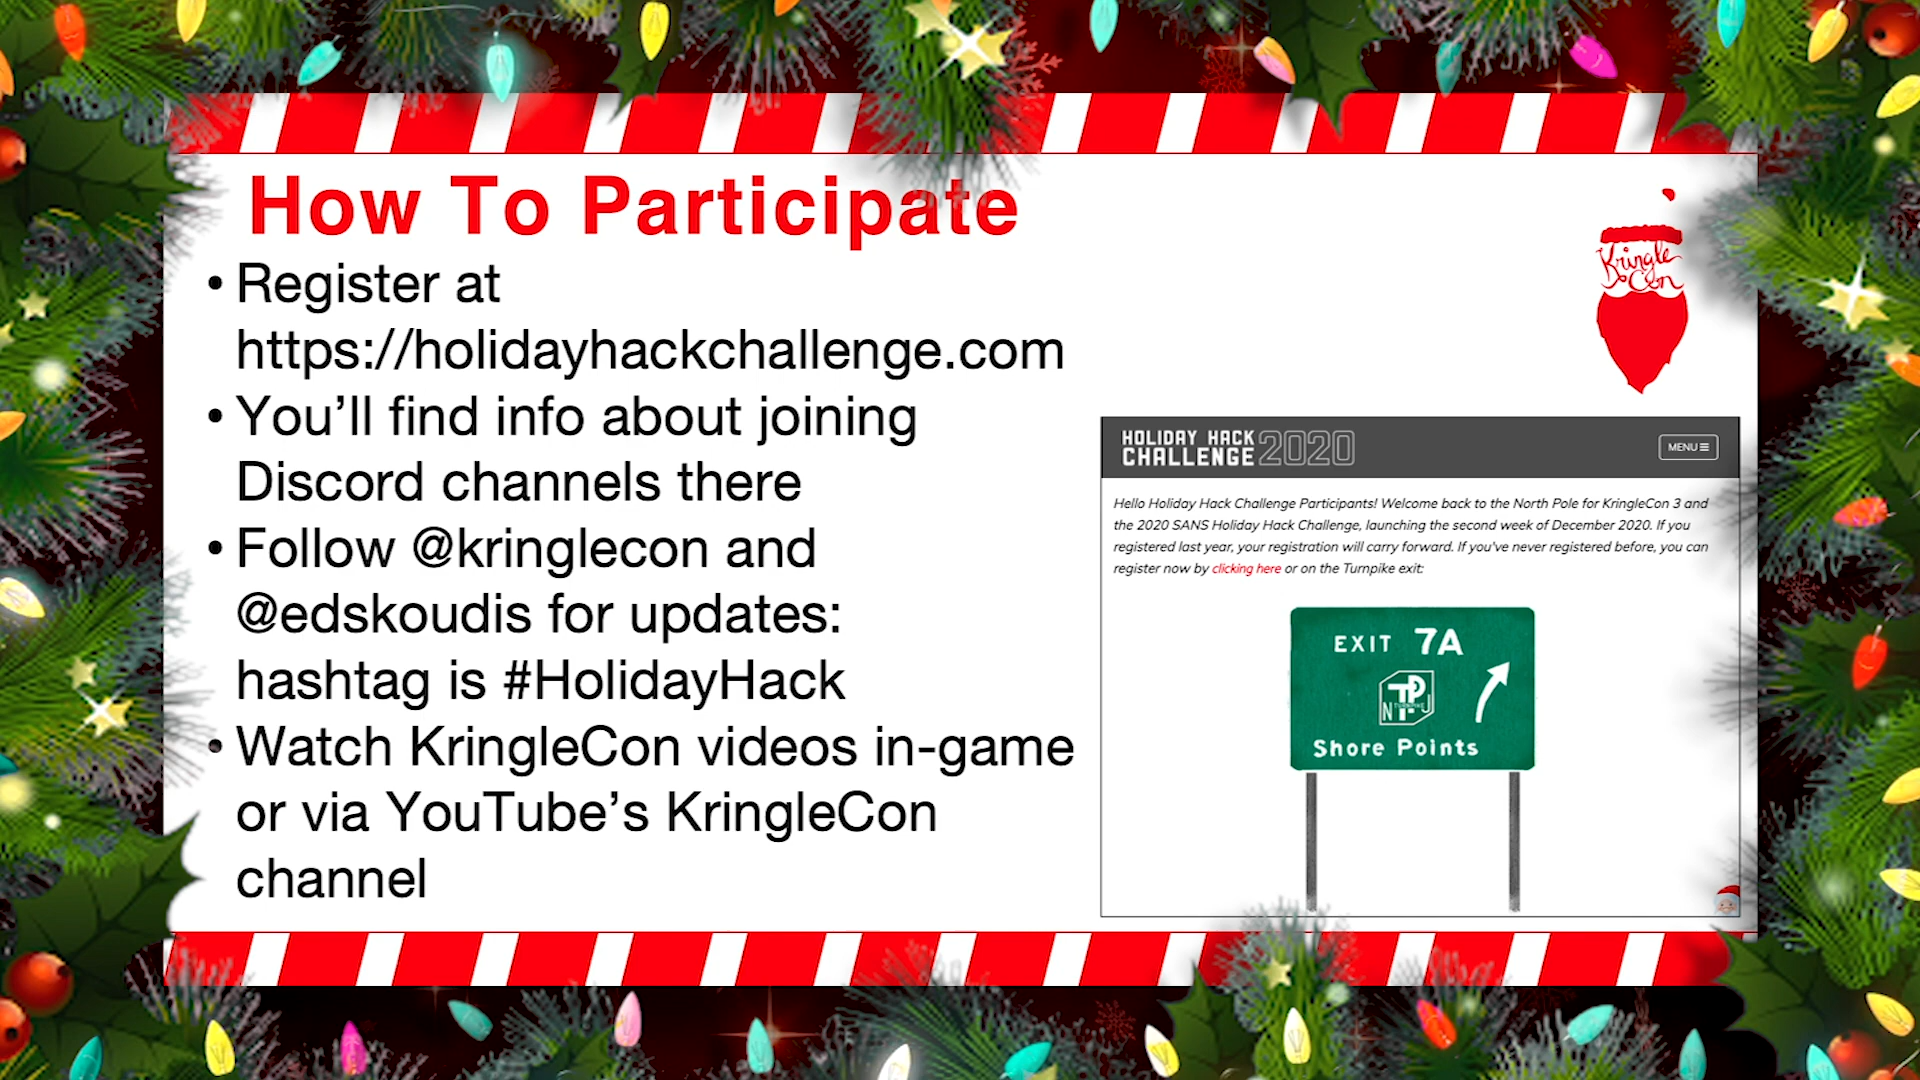 How To Participate
• Register at
https://holidayhackchallenge.com
• You’ll find info about joining
Discord channels there
• Follow @kringlecon and
@edskoudis for updates:
hashtag is #HolidayHack
• Watch KringleCon videos in-game
or via YouTube’s KringleCon
channel
Kringle
Con
HOLIDAY HACK
CHALLENGE 2020
MENU
Hello Holiday Hack Challenge Participants! Welcome back to the North Pole for KringleCon 3 and
the 2020 SANS Holiday Hack Challenge, launching the second week of December 2020. If you
registered last year, your registration will carry forward. If you've never registered before, you can
register now by clicking here or on the Turnpike exit:
EXIT 7A
TP
N TURNPIKE J
Shore Points